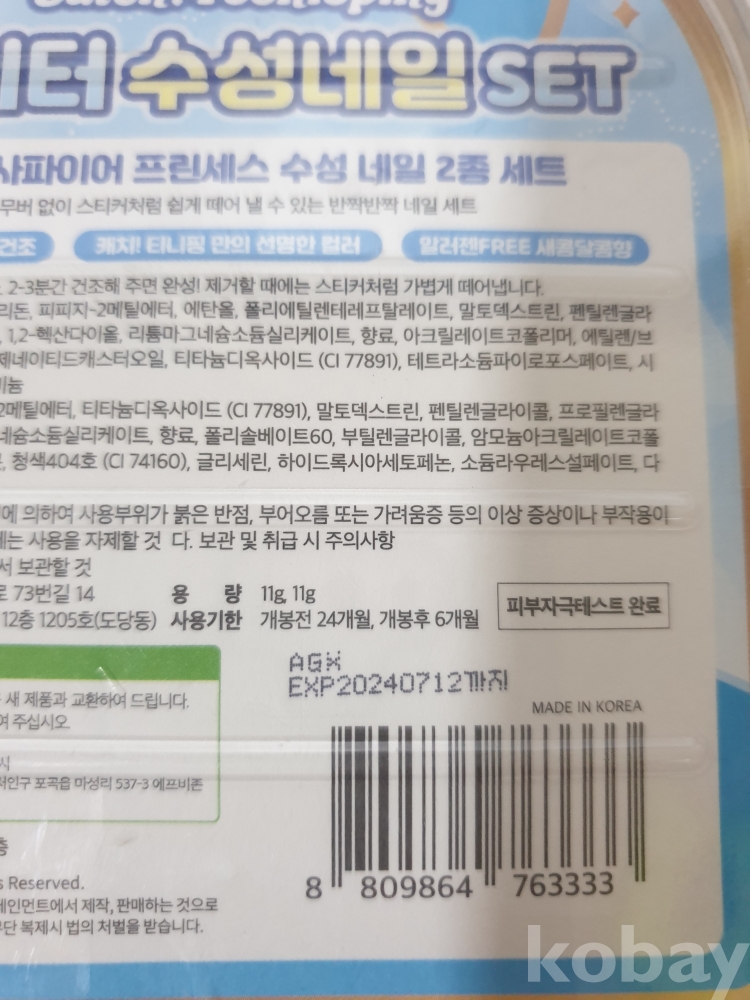 Catch! Teenieping
터 수성네일 SET
사파이어 프린세스 수성 네일 2종 세트
무버 없이 스티커처럼 쉽게 떼어 낼 수 있는 반짝반짝 네일 세트
건조 캐치! 티니핑 만의 선명한 컬러 알러젠FREE 새콤달콤향
2-3분간 건조해 주면 완성! 제거할 때에는 스티커처럼 가볍게 떼어냅니다.
리돈, 피피지-2메틸에터, 에탄올, 폴리에틸렌테레프탈레이트, 말토덱스트린, 펜틸렌글라
, 1,2-헥산다이올, 리튬마그네슘소듐실리케이트, 향료, 아크릴레이트코폴리머, 에틸렌/브
제네이티드캐스터오일, 티타늄디옥사이드 (CI 77891), 테트라소듐파이로포스페이트, 시
미늄
2메틸에터, 티타늄디옥사이드 (CI 77891), 말토덱스트린, 펜틸렌글라이콜, 프로필렌글라
네슘소듐실리케이트, 향료, 폴리솔베이트60, 부틸렌글라이콜, 암모늄아크릴레이트코폴
, 청색404호 (CI 74160), 글리세린, 하이드록시아세토페논, 소듐라우레스설페이트, 다
에 의하여 사용부위가 붉은 반점, 부어오름 또는 가려움증 등의 이상 증상이나 부작용이
에는 사용을 자제할 것 다. 보관 및 취급 시 주의사항
서 보관할 것
로 73번길 14 용 량 11g, 11g
12층 1205호(도당동) 사용기한 개봉전 24개월, 개봉후 6개월
피부자극테스트 완료
AGX
EXP20240712까지
새 제품과 교환하여 드립니다.
여 주십시오.
MADE IN KOREA
식
처인구 포곡읍 마성리 537-3 에프비존
층
8 809864 763333
s Reserved.
테인먼트에서 제작, 판매하는 것으로
무단 복제시 법의 처벌을 받습니다.
kobay